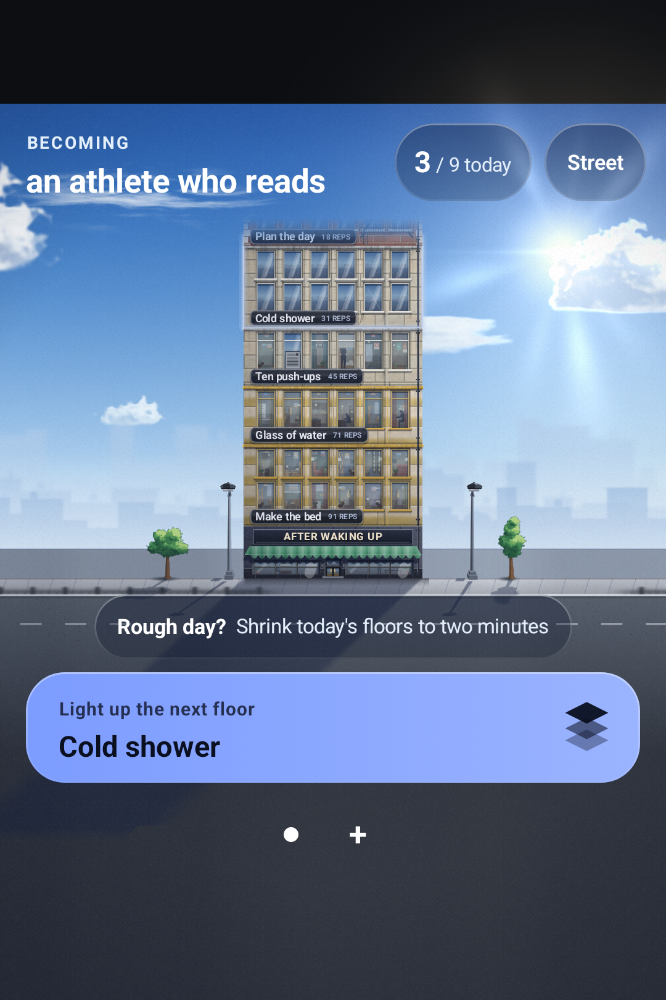 BECOMING
an athlete who reads
3 / 9 today
Street
Plan the day 18 REPS
Cold shower 31 REPS
Ten push-ups 45 REPS
Glass of water 71 REPS
Make the bed 91 REPS
AFTER WAKING UP
Rough day? Shrink today's floors to two minutes
Light up the next floor
Cold shower